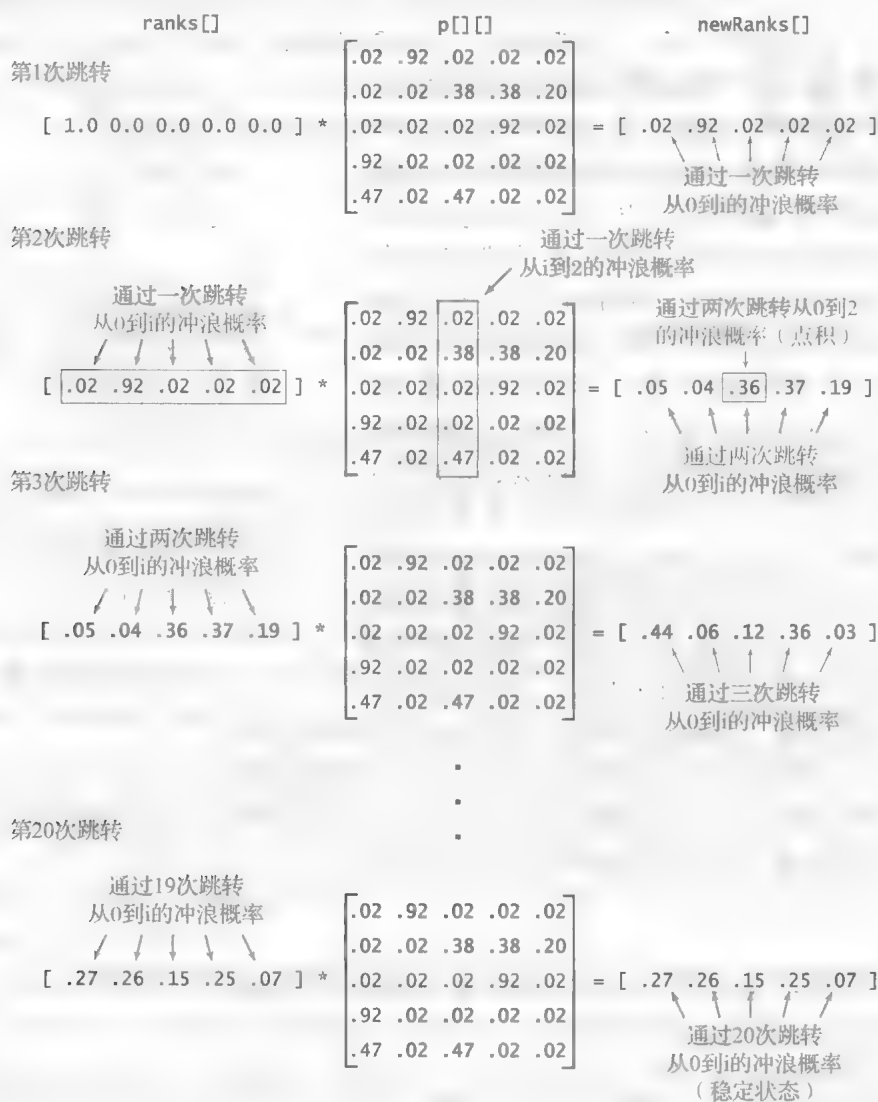 ranks[] p[][] newRanks[]
第1次跳转
.02 .92 .02 .02 .02
.02 .02 .38 .38 .20
[ 1.0 0.0 0.0 0.0 0.0 ] * .02 .02 .02 .92 .02 = [ .02 .92 .02 .02 .02 ]
.92 .02 .02 .02 .02
.47 .02 .47 .02 .02
通过一次跳转
从0到i的冲浪概率
第2次跳转
通过一次跳转
从i到2的冲浪概率
通过一次跳转
从0到i的冲浪概率
通过两次跳转从0到2
的冲浪概率（点积）
.02 .92 .02 .02 .02
.02 .02 .38 .38 .20
[ .02 .92 .02 .02 .02 ] * .02 .02 .02 .92 .02 = [ .05 .04 .36 .37 .19 ]
.92 .02 .02 .02 .02
.47 .02 .47 .02 .02
通过两次跳转
从0到i的冲浪概率
第3次跳转
通过两次跳转
从0到i的冲浪概率
.02 .92 .02 .02 .02
.02 .02 .38 .38 .20
[ .05 .04 .36 .37 .19 ] * .02 .02 .02 .92 .02 = [ .44 .06 .12 .36 .03 ]
.92 .02 .02 .02 .02
.47 .02 .47 .02 .02
通过三次跳转
从0到i的冲浪概率
第20次跳转
通过19次跳转
从0到i的冲浪概率
.02 .92 .02 .02 .02
.02 .02 .38 .38 .20
[ .27 .26 .15 .25 .07 ] * .02 .02 .02 .92 .02 = [ .27 .26 .15 .25 .07 ]
.92 .02 .02 .02 .02
.47 .02 .47 .02 .02
通过20次跳转
从0到i的冲浪概率
（稳定状态）